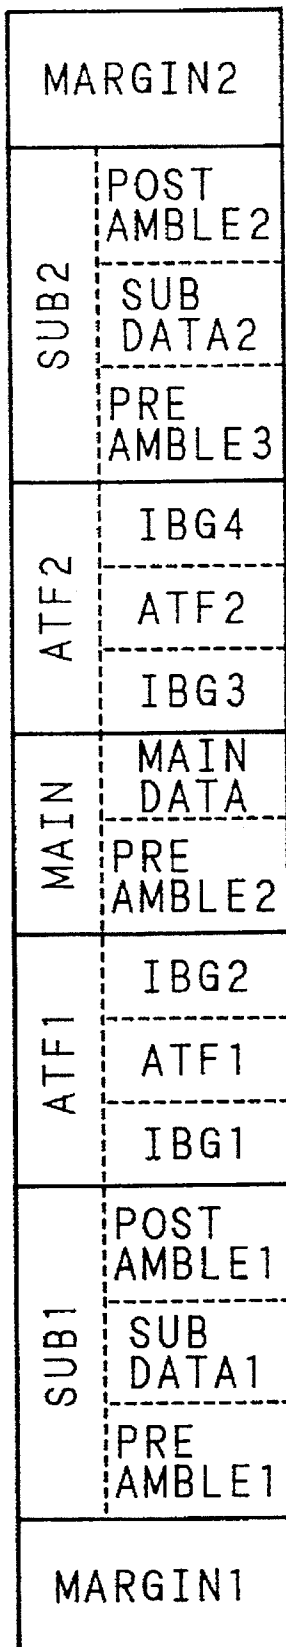 MARGIN2
SUB2
POST
AMBLE2
SUB
DATA2
PRE
AMBLE3
ATF2
IBG4
ATF2
IBG3
MAIN
MAIN
DATA
PRE
AMBLE2
ATF1
IBG2
ATF1
IBG1
SUB1
POST
AMBLE1
SUB
DATA1
PRE
AMBLE1
MARGIN1